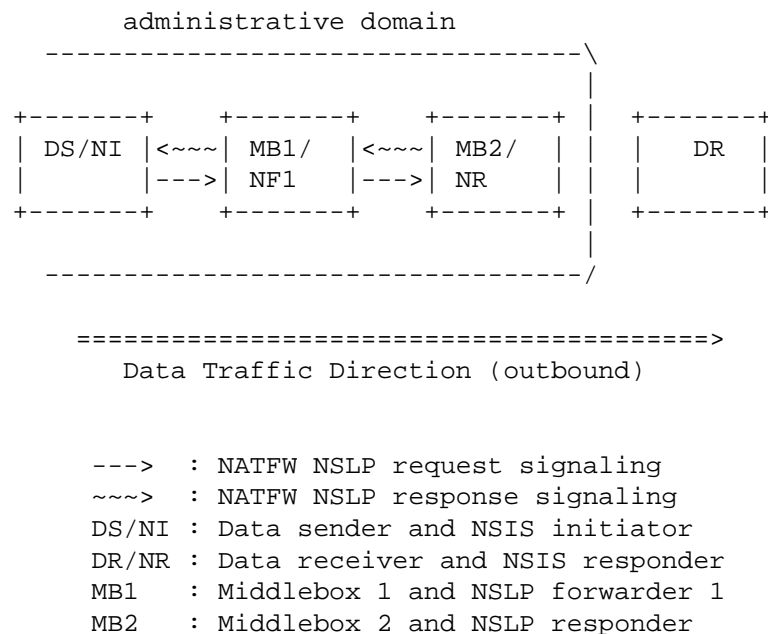 administrative domain
----------------------------------\
                                  |
+-------+    +-------+    +-------+ |  +-------+
| DS/NI |<~~~| MB1/  |<~~~| MB2/  | |  |   DR  |
|       |--->| NF1   |--->| NR    | |  |       |
+-------+    +-------+    +-------+ |  +-------+
                                  |
----------------------------------/
========================================>
Data Traffic Direction (outbound)
---> : NATFW NSLP request signaling
~~~> : NATFW NSLP response signaling
DS/NI : Data sender and NSIS initiator
DR/NR : Data receiver and NSIS responder
MB1 : Middlebox 1 and NSLP forwarder 1
MB2 : Middlebox 2 and NSLP responder